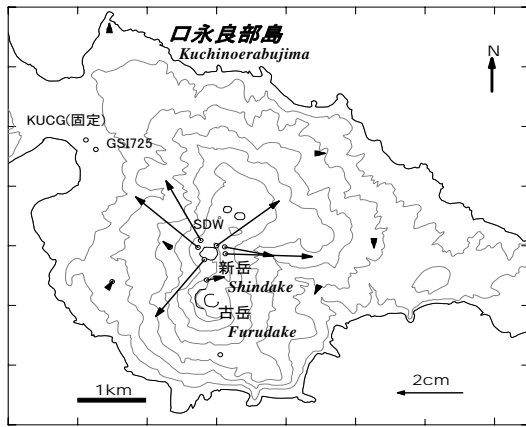 口永良部島
Kuchinoerabujima
N
KUCG(固定)
GSI725
SDW
新岳
Shindake
古岳
Furudake
1km
2cm